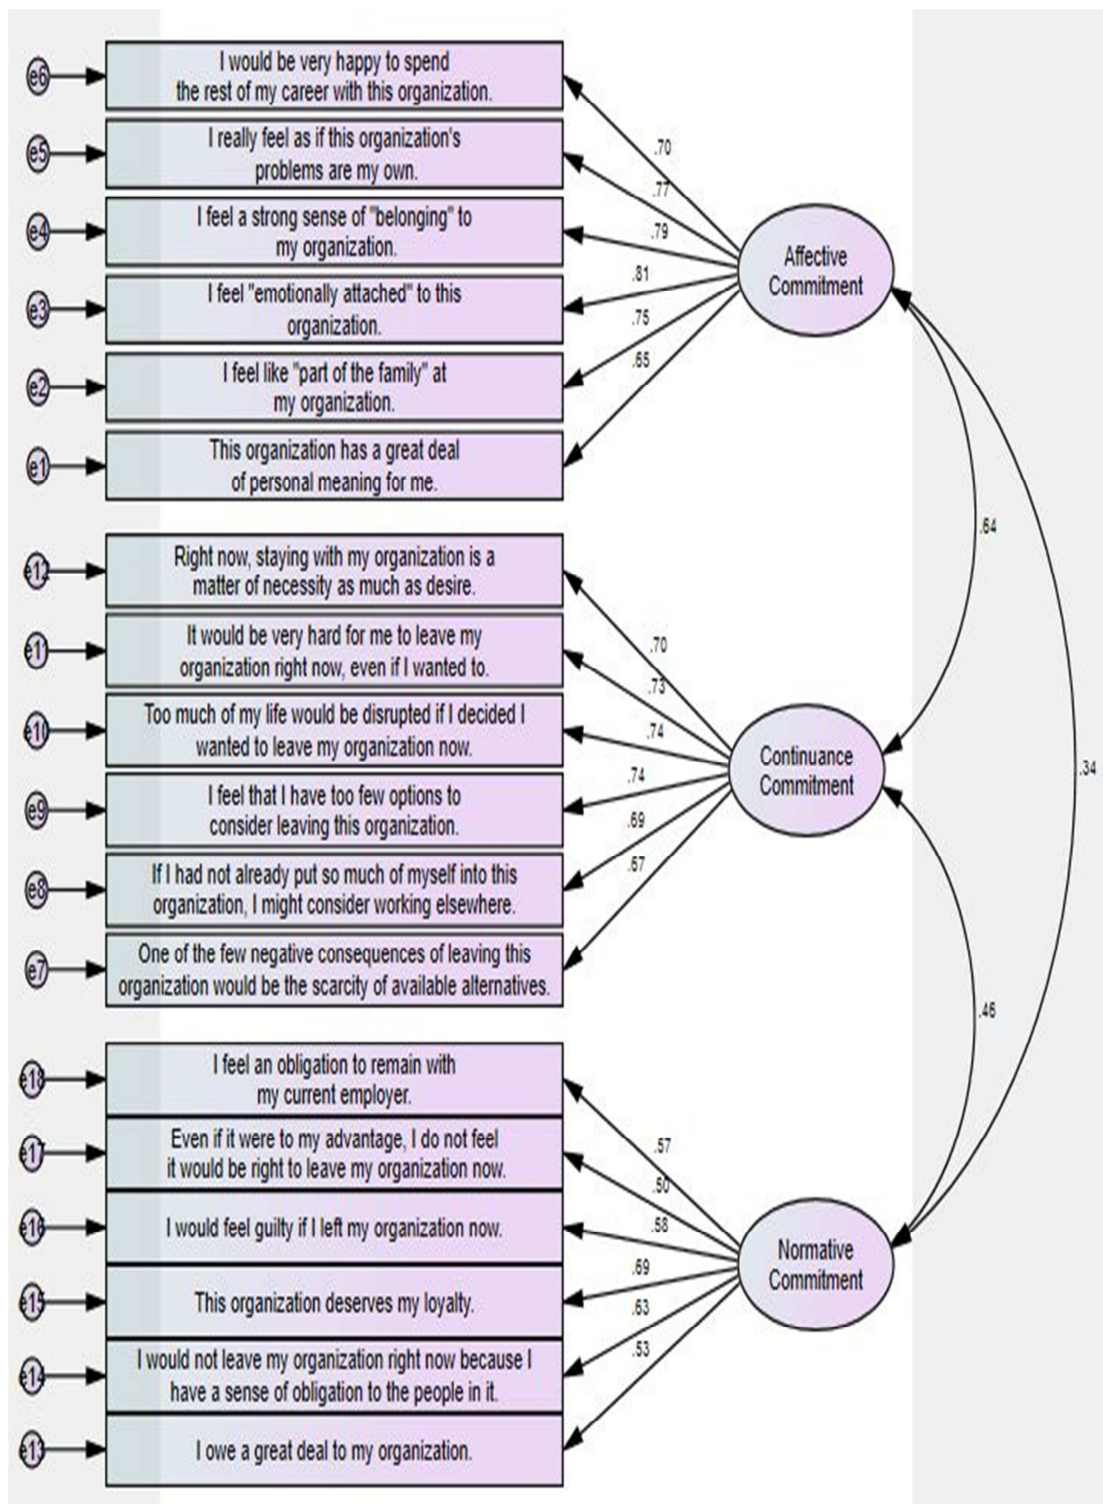 e6
I would be very happy to spend
the rest of my career with this organization.
e5
I really feel as if this organization's
problems are my own.
e4
I feel a strong sense of "belonging" to
my organization.
e3
I feel "emotionally attached" to this
organization.
e2
I feel like "part of the family" at
my organization.
e1
This organization has a great deal
of personal meaning for me.
.70
.77
.79
.81
.75
.65
Affective
Commitment
e12
Right now, staying with my organization is a
matter of necessity as much as desire.
e11
It would be very hard for me to leave my
organization right now, even if I wanted to.
e10
Too much of my life would be disrupted if I decided I
wanted to leave my organization now.
e9
I feel that I have too few options to
consider leaving this organization.
e8
If I had not already put so much of myself into this
organization, I might consider working elsewhere.
e7
One of the few negative consequences of leaving this
organization would be the scarcity of available alternatives.
.70
.73
.74
.74
.69
.67
Continuance
Commitment
e18
I feel an obligation to remain with
my current employer.
e17
Even if it were to my advantage, I do not feel
it would be right to leave my organization now.
e16
I would feel guilty if I left my organization now.
e15
This organization deserves my loyalty.
e14
I would not leave my organization right now because I
have a sense of obligation to the people in it.
e13
I owe a great deal to my organization.
.57
.50
.58
.69
.63
.53
Normative
Commitment
.64
.34
.46